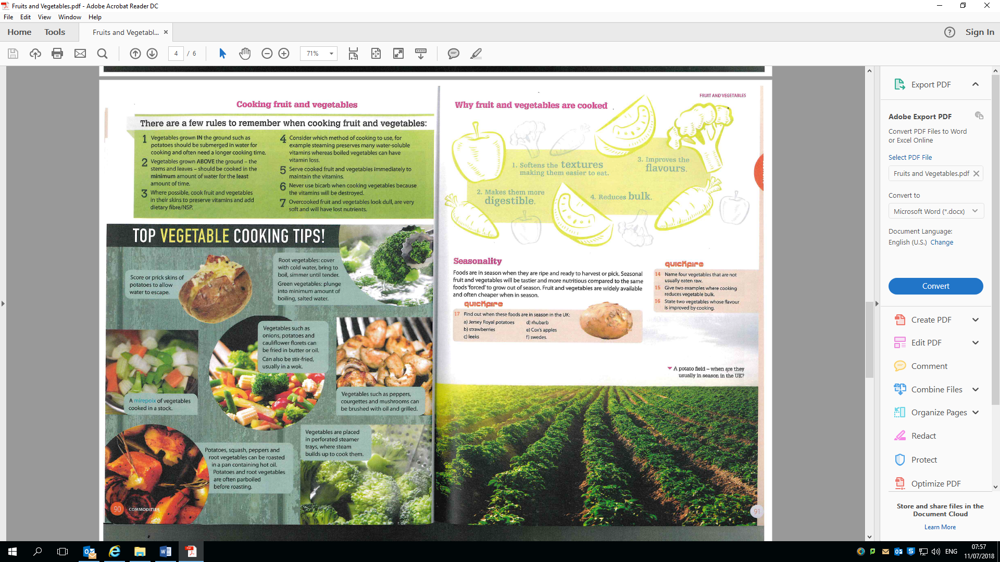 Fruits and Vegetables.pdf - Adobe Acrobat Reader DC
File Edit View Window Help
Home Tools Fruits and Vegetabl... × ? Sign In
4 / 6 71%
Cooking fruit and vegetables
There are a few rules to remember when cooking fruit and vegetables:
1 Vegetables grown IN the ground such as
potatoes should be submerged in water for
cooking and often need a longer cooking time.
2 Vegetables grown ABOVE the ground – the
stems and leaves – should be cooked in the
minimum amount of water for the least
amount of time.
3 Where possible, cook fruit and vegetables
in their skins to preserve vitamins and add
dietary fibre/NSP.
4 Consider which method of cooking to use, for
example steaming preserves many water-soluble
vitamins whereas boiled vegetables can have
vitamin loss.
5 Serve cooked fruit and vegetables immediately to
maintain the vitamins.
6 Never use bicarb when cooking vegetables because
the vitamins will be destroyed.
7 Overcooked fruit and vegetables look dull, are very
soft and will have lost nutrients.
TOP VEGETABLE COOKING TIPS!
Score or prick skins of
potatoes to allow
water to escape.
Root vegetables: cover
with cold water, bring to
boil, simmer until tender.
Green vegetables: plunge
into minimum amount of
boiling, salted water.
Vegetables such as
onions, potatoes and
cauliflower florets can
be fried in butter or oil.
Can also be stir-fried,
usually in a wok.
A mirepoix of vegetables
cooked in a stock.
Vegetables such as peppers,
courgettes and mushrooms can
be brushed with oil and grilled.
Vegetables are placed
in perforated steamer
trays, where steam
builds up to cook them.
Potatoes, squash, peppers and
root vegetables can be roasted
in a pan containing hot oil.
Potatoes and root vegetables
are often parboiled
before roasting.
90 COMMODITIES
FRUIT AND VEGETABLES
Why fruit and vegetables are cooked
1. Softens the textures
making them easier to eat.
2. Makes them more
digestible.
3. Improves the
flavours.
4. Reduces bulk.
Seasonality
Foods are in season when they are ripe and ready to harvest or pick. Seasonal
fruit and vegetables will be tastier and more nutritious compared to the same
foods 'forced' to grow out of season. Fruit and vegetables are widely available
and often cheaper when in season.
quickfire
14 Name four vegetables that are not
usually eaten raw.
15 Give two examples where cooking
reduces vegetable bulk.
16 State two vegetables whose flavour
is improved by cooking.
quickfire
17 Find out when these foods are in season in the UK:
a) Jersey Royal potatoes d) rhubarb
b) strawberries e) Cox's apples
c) leeks f) swedes.
A potato field – when are they
usually in season in the UK?
91
Export PDF
Adobe Export PDF
Convert PDF Files to Word
or Excel Online
Select PDF File
Fruits and Vegetables.pdf
Convert to
Microsoft Word (*.docx)
Document Language:
English (U.S.) Change
Convert
Create PDF
Edit PDF
Comment
Combine Files
Organize Pages
Redact
Protect
Optimize PDF
Store and share files in the
Document Cloud
Learn More
ENG
07:57
11/07/2018